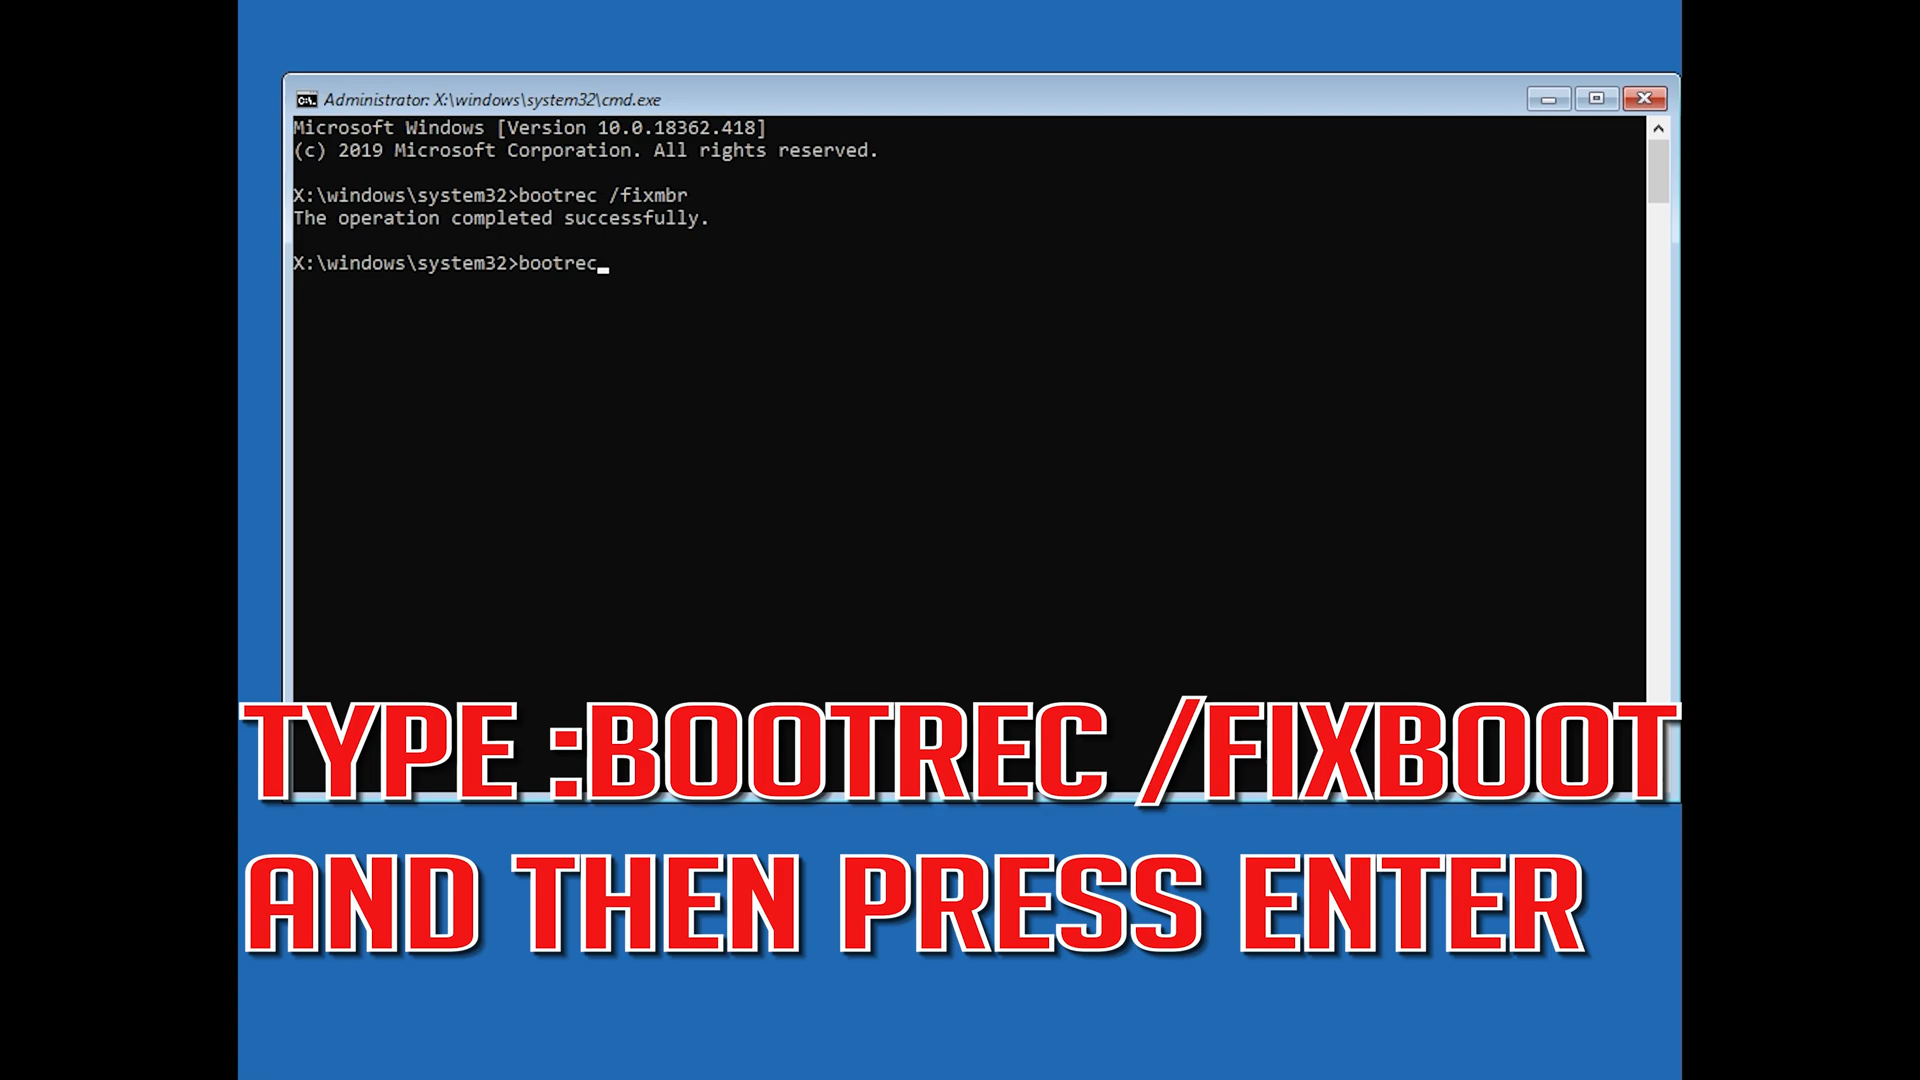 Administrator: X:\windows\system32\cmd.exe
Microsoft Windows [Version 10.0.18362.418]
(c) 2019 Microsoft Corporation. All rights reserved.
X:\windows\system32>bootrec /fixmbr
The operation completed successfully.
X:\windows\system32>bootrec
TYPE :BOOTREC /FIXBOOT
AND THEN PRESS ENTER